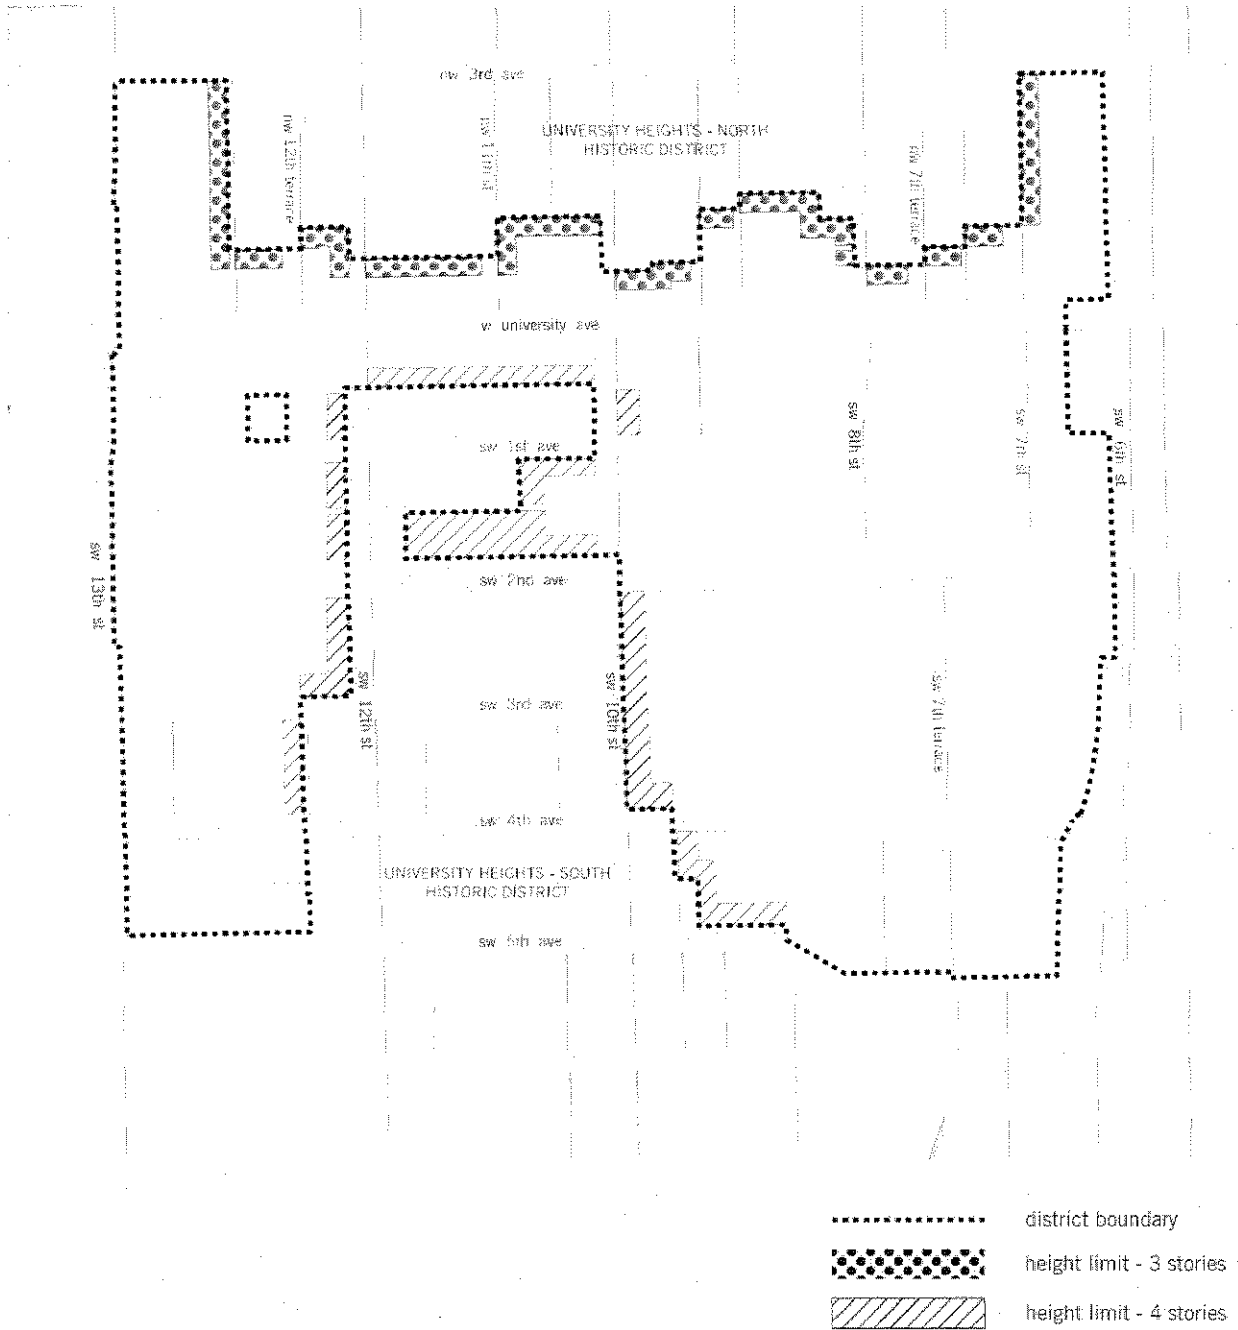 nw 3rd ave
UNIVERSITY HEIGHTS - NORTH
HISTORIC DISTRICT
nw 12th terrace
nw 11th st
nw 7th terrace
w university ave
sw 1st ave
sw 8th st
sw 7th st
sw 6th st
sw 13th st
sw 2nd ave
sw 12th st
sw 3rd ave
sw 10th st
sw 7th terrace
sw 4th ave
UNIVERSITY HEIGHTS - SOUTH
HISTORIC DISTRICT
sw 5th ave
district boundary
height limit - 3 stories
height limit - 4 stories